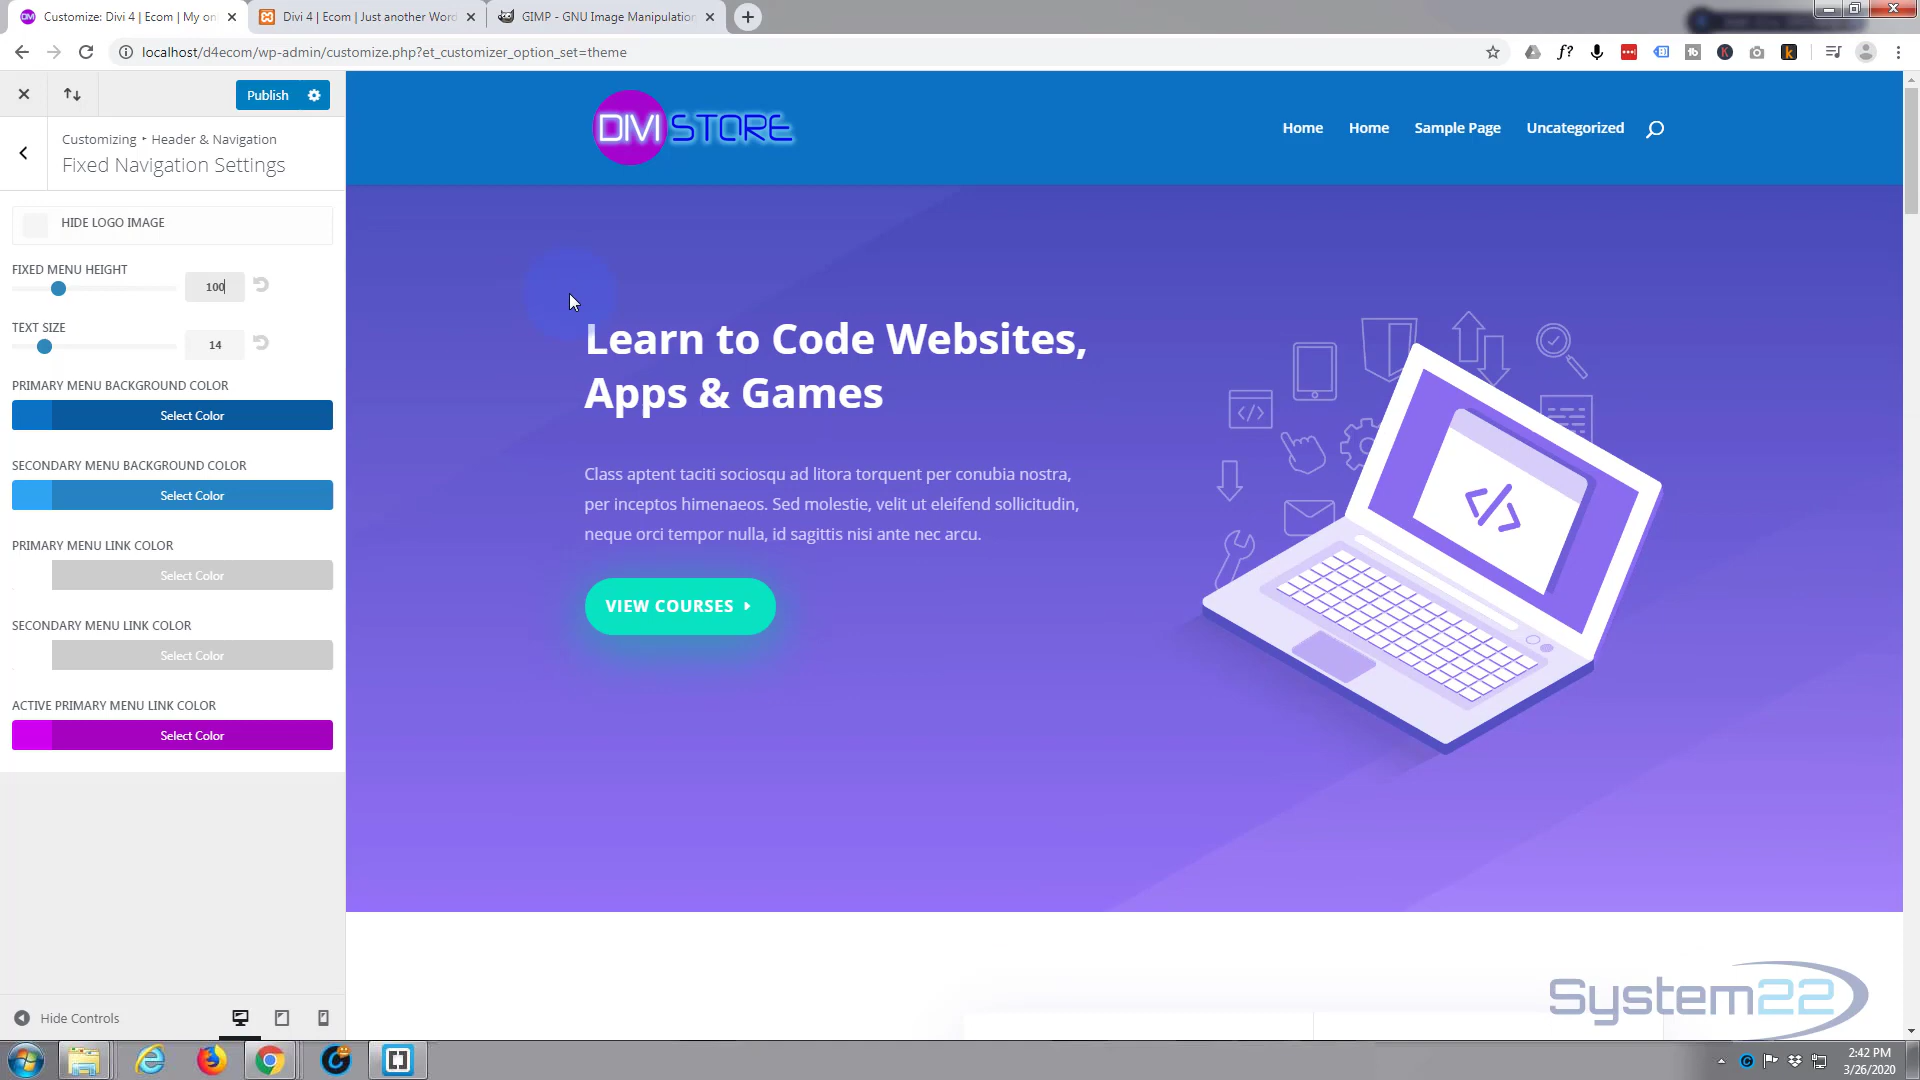 Customize: Divi 4 | Ecom | My on
Divi 4 | Ecom | Just another Word
GIMP - GNU Image Manipulation
localhost/d4ecom/wp-admin/customize.php?et_customizer_option_set=theme
Publish
Customizing ‣ Header & Navigation
Fixed Navigation Settings
HIDE LOGO IMAGE
FIXED MENU HEIGHT
100
TEXT SIZE
14
PRIMARY MENU BACKGROUND COLOR
Select Color
SECONDARY MENU BACKGROUND COLOR
Select Color
PRIMARY MENU LINK COLOR
Select Color
SECONDARY MENU LINK COLOR
Select Color
ACTIVE PRIMARY MENU LINK COLOR
Select Color
Hide Controls
DIVI STORE
Home Home Sample Page Uncategorized
Learn to Code Websites,
Apps & Games
Class aptent taciti sociosqu ad litora torquent per conubia nostra,
per inceptos himenaeos. Sed molestie, velit ut eleifend sollicitudin,
neque orci tempor nulla, id sagittis nisi ante nec arcu.
VIEW COURSES
</>
</>
System22
2:42 PM
3/26/2020